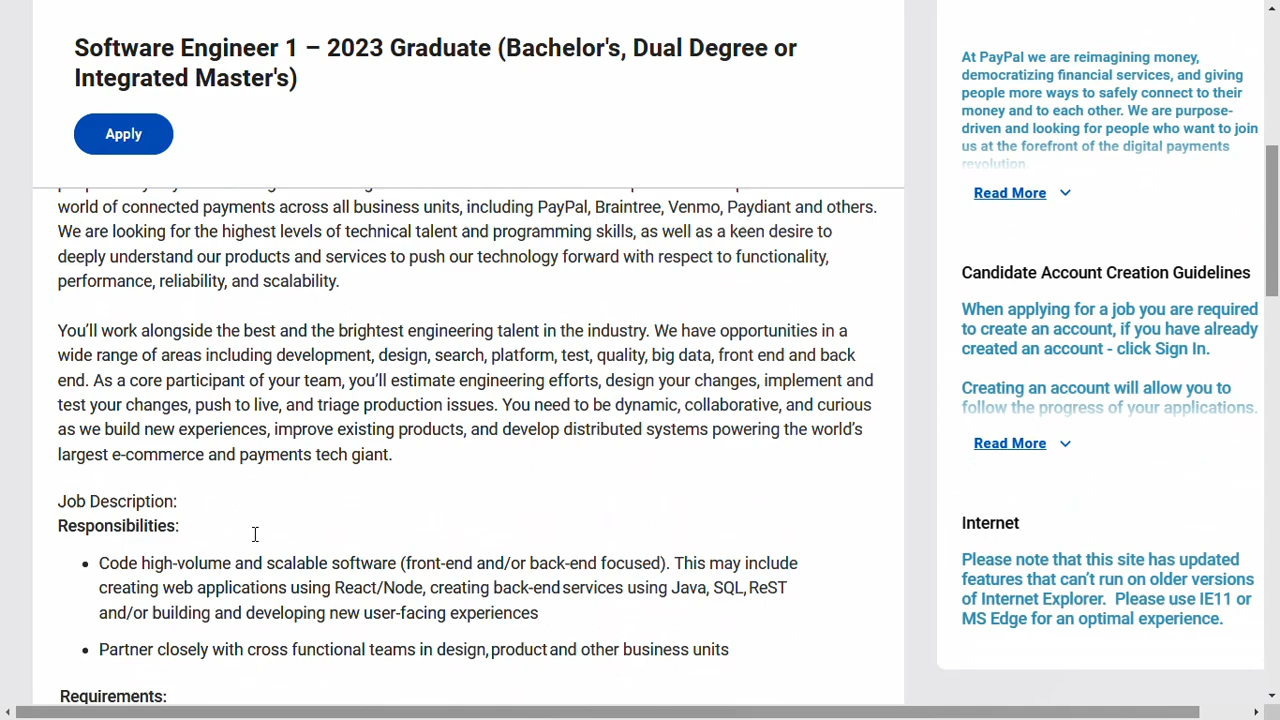 Software Engineer 1 – 2023 Graduate (Bachelor's, Dual Degree or
Integrated Master's)
Apply
world of connected payments across all business units, including PayPal, Braintree, Venmo, Paydiant and others.
We are looking for the highest levels of technical talent and programming skills, as well as a keen desire to
deeply understand our products and services to push our technology forward with respect to functionality,
performance, reliability, and scalability.
You’ll work alongside the best and the brightest engineering talent in the industry. We have opportunities in a
wide range of areas including development, design, search, platform, test, quality, big data, front end and back
end. As a core participant of your team, you’ll estimate engineering efforts, design your changes, implement and
test your changes, push to live, and triage production issues. You need to be dynamic, collaborative, and curious
as we build new experiences, improve existing products, and develop distributed systems powering the world’s
largest e-commerce and payments tech giant.
Job Description:
Responsibilities:
• Code high-volume and scalable software (front-end and/or back-end focused). This may include
creating web applications using React/Node, creating back-end services using Java, SQL, ReST
and/or building and developing new user-facing experiences
• Partner closely with cross functional teams in design, product and other business units
Requirements:
At PayPal we are reimagining money,
democratizing financial services, and giving
people more ways to safely connect to their
money and to each other. We are purpose-
driven and looking for people who want to join
us at the forefront of the digital payments
revolution.
Read More
Candidate Account Creation Guidelines
When applying for a job you are required
to create an account, if you have already
created an account - click Sign In.
Creating an account will allow you to
follow the progress of your applications.
Read More
Internet
Please note that this site has updated
features that can’t run on older versions
of Internet Explorer. Please use IE11 or
MS Edge for an optimal experience.